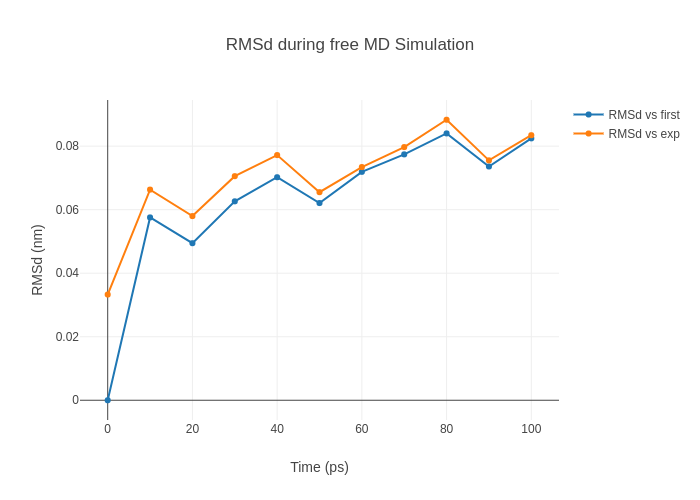 RMSd during free MD Simulation
RMSd vs first
RMSd vs exp
0.08
0.06
0.04
0.02
0
RMSd (nm)
0
20
40
60
80
100
Time (ps)